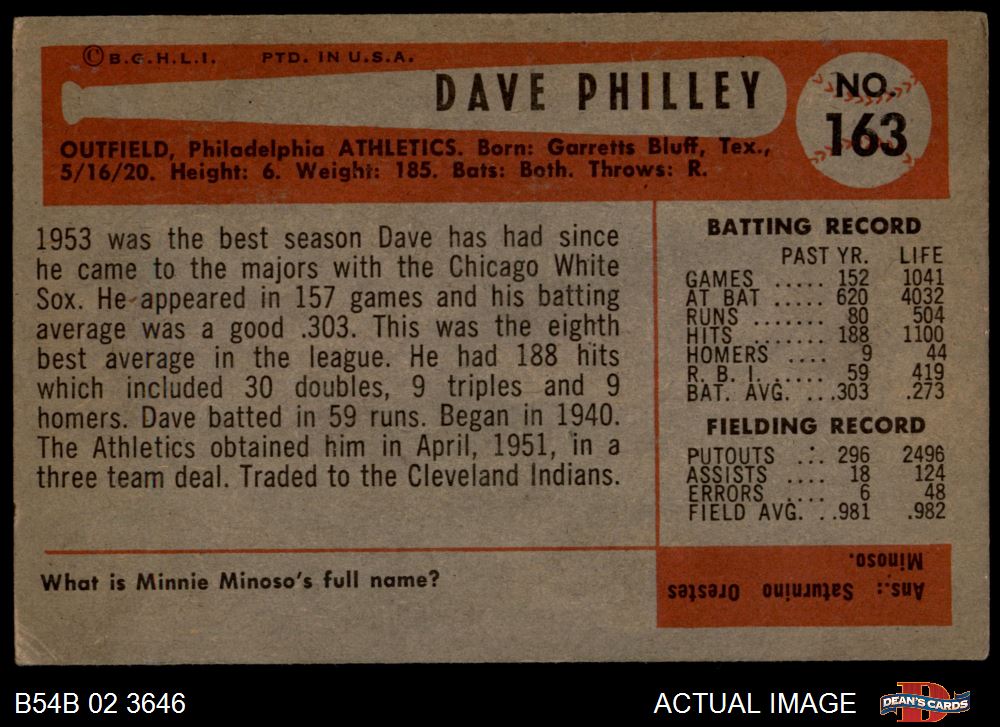 © B.G.H.L.I. PTD. IN U.S.A.
DAVE PHILLEY
NO.
163
OUTFIELD, Philadelphia ATHLETICS. Born: Garretts Bluff, Tex.,
5/16/20. Height: 6. Weight: 185. Bats: Both. Throws: R.
1953 was the best season Dave has had since
he came to the majors with the Chicago White
Sox. He appeared in 157 games and his batting
average was a good .303. This was the eighth
best average in the league. He had 188 hits
which included 30 doubles, 9 triples and 9
homers. Dave batted in 59 runs. Began in 1940.
The Athletics obtained him in April, 1951, in a
three team deal. Traded to the Cleveland Indians.
BATTING RECORD
PAST YR. LIFE
GAMES ..... 152 1041
AT BAT ..... 620 4032
RUNS ....... 80 504
HITS ....... 188 1100
HOMERS .... 9 44
R. B. I. ..... 59 419
BAT. AVG. ...303 .273
FIELDING RECORD
PUTOUTS ... 296 2496
ASSISTS .... 18 124
ERRORS .... 6 48
FIELD AVG. ..981 .982
What is Minnie Minoso's full name?
Ans.: Saturnino Orestes
Minoso.
B54B 02 3646
ACTUAL IMAGE
DEAN'S CARDS